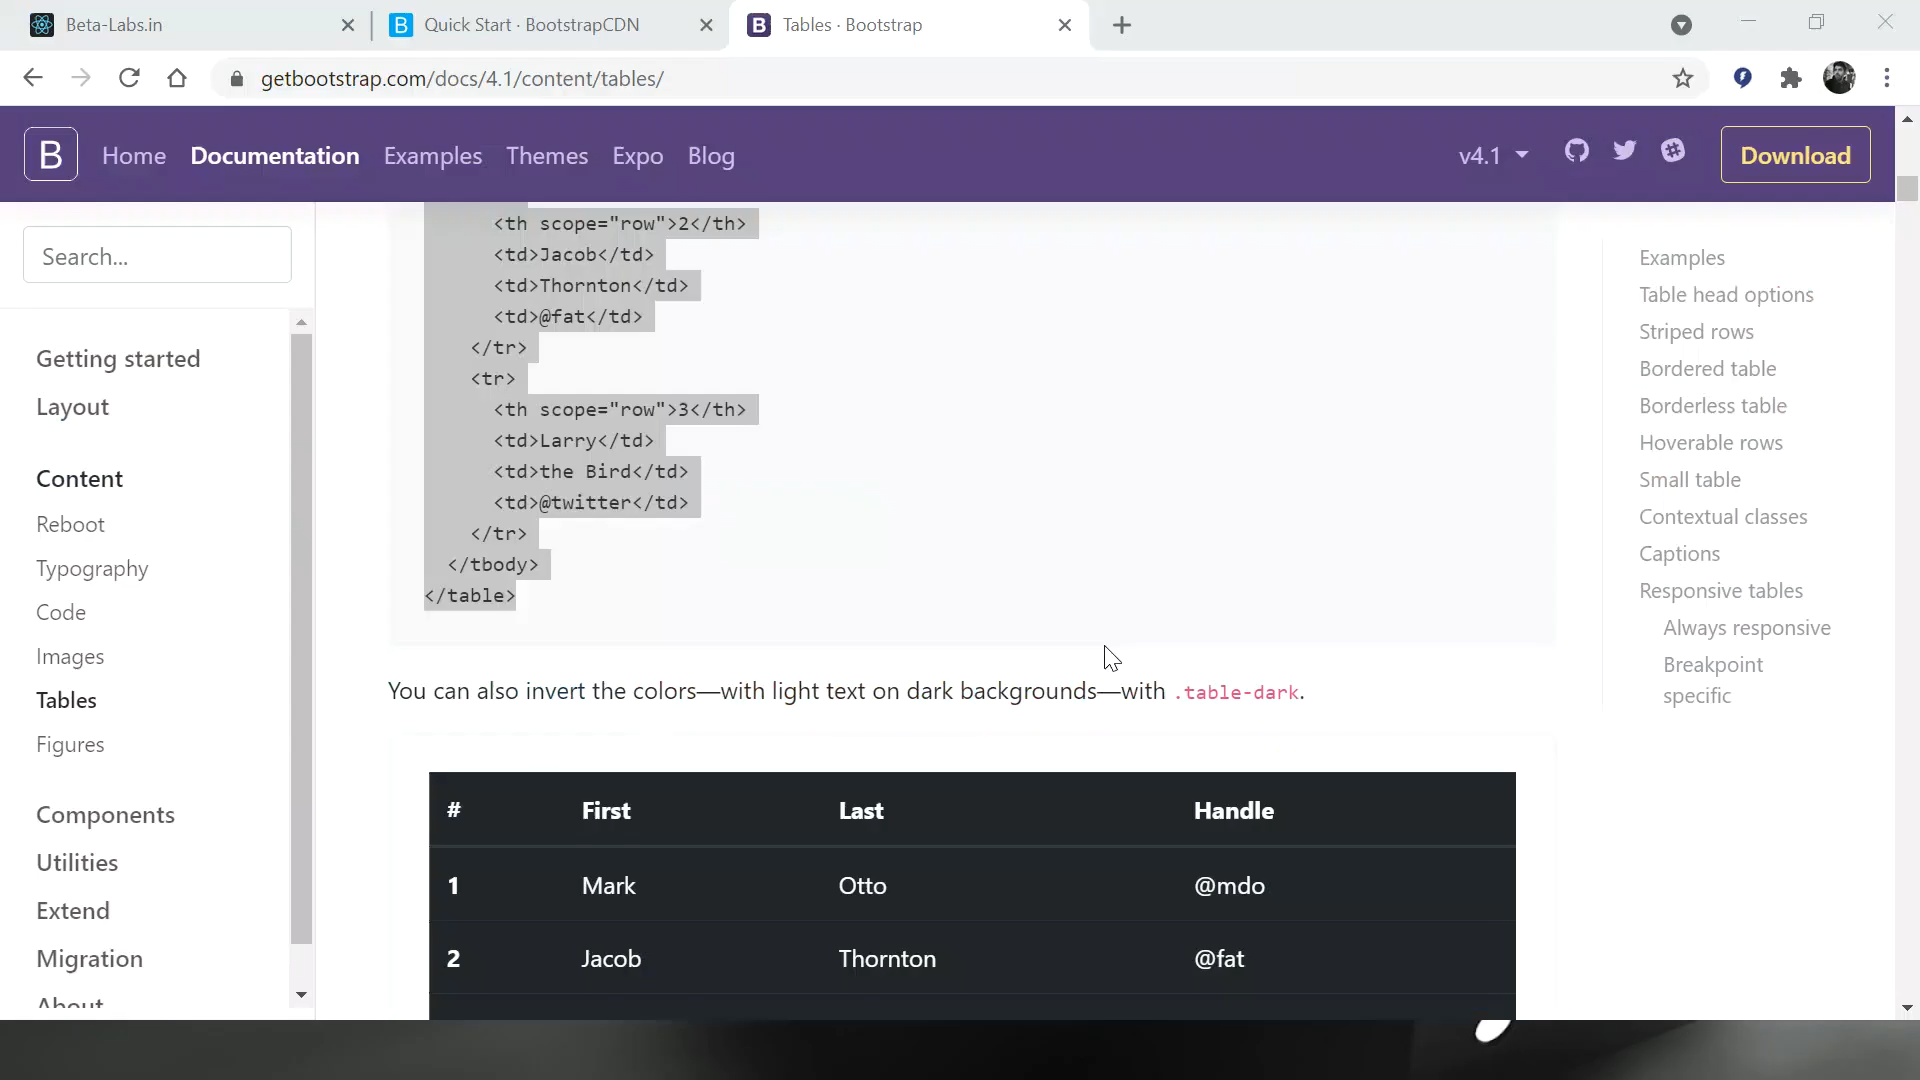 Beta-Labs.in
B Quick Start · BootstrapCDN
B Tables · Bootstrap
getbootstrap.com/docs/4.1/content/tables/
B Home Documentation Examples Themes Expo Blog
v4.1
Download
Search...
Getting started
Layout
Content
Reboot
Typography
Code
Images
Tables
Figures
Components
Utilities
Extend
Migration
About
<th scope="row">2</th>
<td>Jacob</td>
<td>Thornton</td>
<td>@fat</td>
</tr>
<tr>
<th scope="row">3</th>
<td>Larry</td>
<td>the Bird</td>
<td>@twitter</td>
</tr>
</tbody>
</table>
You can also invert the colors—with light text on dark backgrounds—with .table-dark.
# First Last Handle
1 Mark Otto @mdo
2 Jacob Thornton @fat
Examples
Table head options
Striped rows
Bordered table
Borderless table
Hoverable rows
Small table
Contextual classes
Captions
Responsive tables
Always responsive
Breakpoint
specific